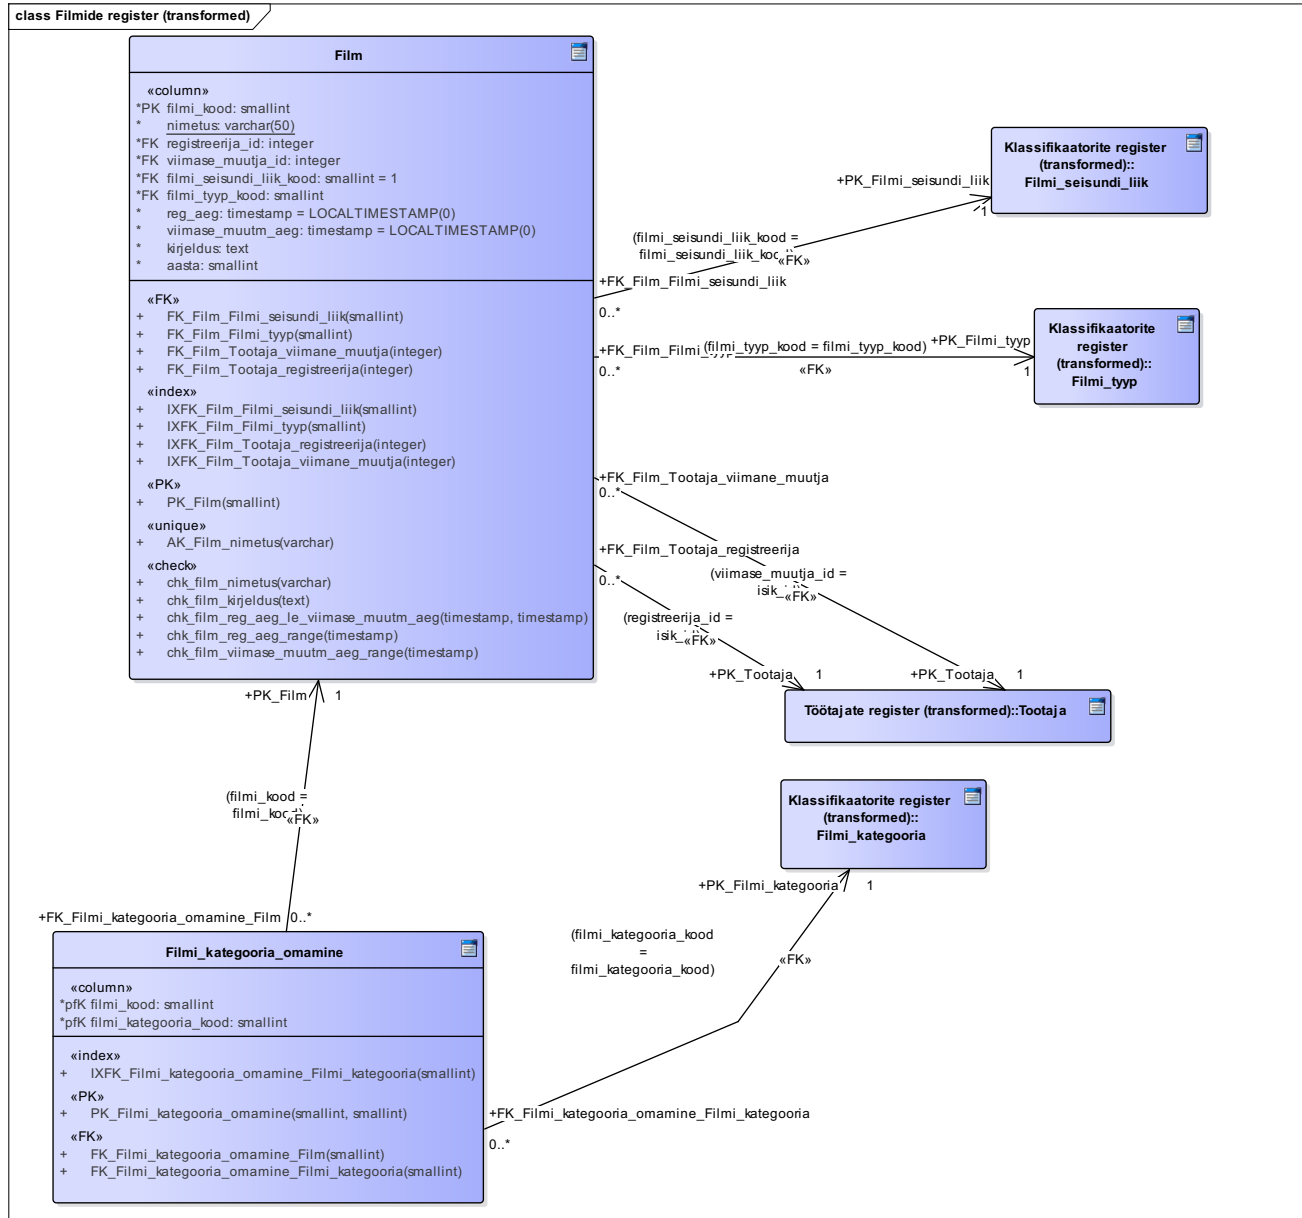 class Filmide register (transformed)
Film
«column»
*PK filmi_kood: smallint
* nimetus: varchar(50)
*FK registreerija_id: integer
*FK viimase_muutja_id: integer
*FK filmi_seisundi_liik_kood: smallint = 1
*FK filmi_tyyp_kood: smallint
* reg_aeg: timestamp = LOCALTIMESTAMP(0)
* viimase_muutm_aeg: timestamp = LOCALTIMESTAMP(0)
* kirjeldus: text
* aasta: smallint
«FK»
+ FK_Film_Filmi_seisundi_liik(smallint)
+ FK_Film_Filmi_tyyp(smallint)
+ FK_Film_Tootaja_viimane_muutja(integer)
+ FK_Film_Tootaja_registreerija(integer)
«index»
+ IXFK_Film_Filmi_seisundi_liik(smallint)
+ IXFK_Film_Filmi_tyyp(smallint)
+ IXFK_Film_Tootaja_registreerija(integer)
+ IXFK_Film_Tootaja_viimane_muutja(integer)
«PK»
+ PK_Film(smallint)
«unique»
+ AK_Film_nimetus(varchar)
«check»
+ chk_film_nimetus(varchar)
+ chk_film_kirjeldus(text)
+ chk_film_reg_aeg_le_viimase_muutm_aeg(timestamp, timestamp)
+ chk_film_reg_aeg_range(timestamp)
+ chk_film_viimase_muutm_aeg_range(timestamp)
Klassifikaatorite register
(transformed)::
Filmi_seisundi_liik
+PK_Filmi_seisundi_liik
1
(filmi_seisundi_liik_kood =
filmi_seisundi_liik_kood)
«FK»
+FK_Film_Filmi_seisundi_liik
0..*
Klassifikaatorite
register
(transformed)::
Filmi_tyyp
+PK_Filmi_tyyp
1
(filmi_tyyp_kood = filmi_tyyp_kood)
«FK»
+FK_Film_Filmi_tyyp
0..*
+FK_Film_Tootaja_viimane_muutja
0..*
(viimase_muutja_id =
isik_id)
«FK»
+PK_Tootaja
1
+FK_Film_Tootaja_registreerija
0..*
(registreerija_id =
isik_id)
«FK»
+PK_Tootaja
1
Töötajate register (transformed)::Tootaja
+PK_Film
1
(filmi_kood =
filmi_kood)
«FK»
+FK_Filmi_kategooria_omamine_Film
0..*
Klassifikaatorite register
(transformed)::
Filmi_kategooria
+PK_Filmi_kategooria
1
(filmi_kategooria_kood
=
filmi_kategooria_kood)
«FK»
+FK_Filmi_kategooria_omamine_Filmi_kategooria
0..*
Filmi_kategooria_omamine
«column»
*pfK filmi_kood: smallint
*pfK filmi_kategooria_kood: smallint
«index»
+ IXFK_Filmi_kategooria_omamine_Filmi_kategooria(smallint)
«PK»
+ PK_Filmi_kategooria_omamine(smallint, smallint)
«FK»
+ FK_Filmi_kategooria_omamine_Film(smallint)
+ FK_Filmi_kategooria_omamine_Filmi_kategooria(smallint)